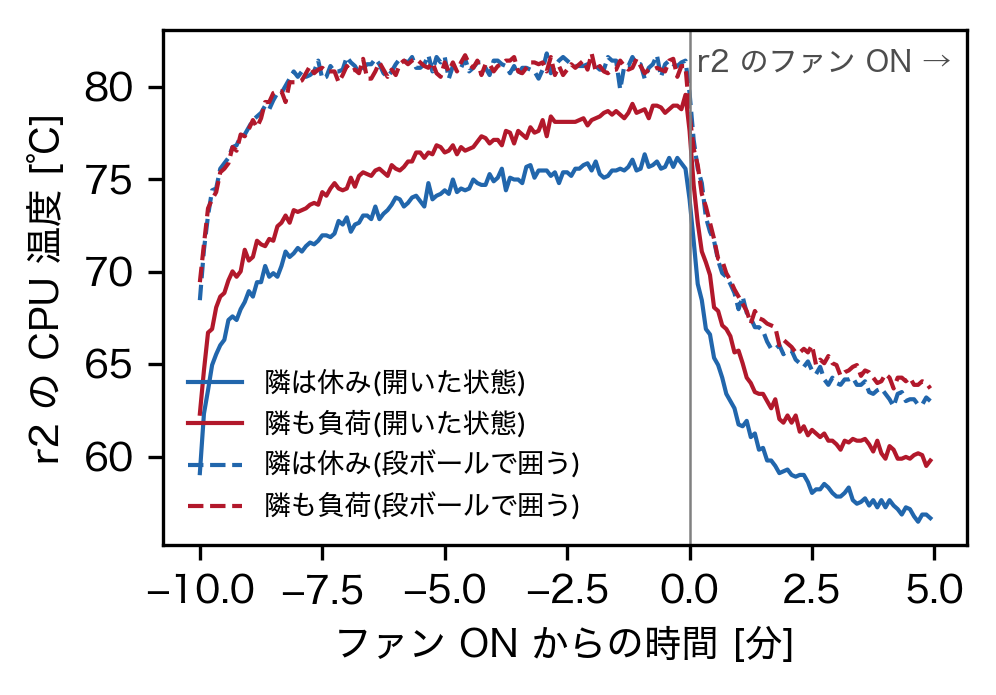 r2 のファン ON →
r2 の CPU 温度 [℃]
80
75
70
65
60
隣は休み(開いた状態)
隣も負荷(開いた状態)
隣は休み(段ボールで囲う)
隣も負荷(段ボールで囲う)
−10.0 −7.5 −5.0 −2.5 0.0 2.5 5.0
ファン ON からの時間 [分]